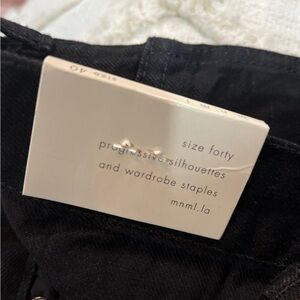 size 40
size forty
progressive silhouettes
and wardrobe staples
mnml.la